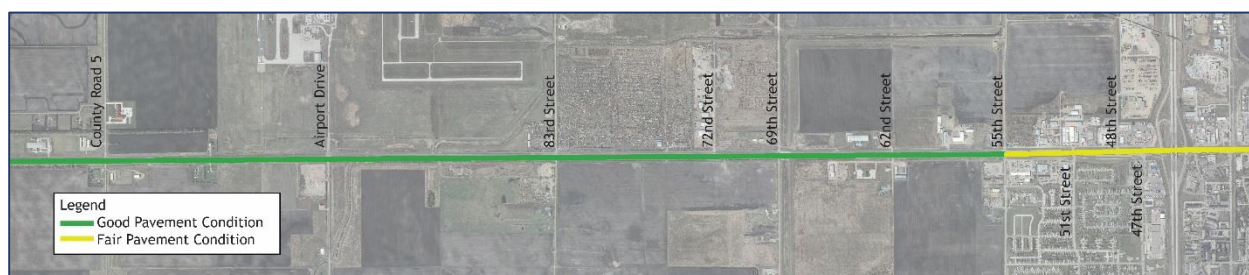 County Road 5
Airport Drive
83rd Street
72nd Street
69th Street
62nd Street
55th Street
51st Street
48th Street
47th Street
Legend
Good Pavement Condition
Fair Pavement Condition